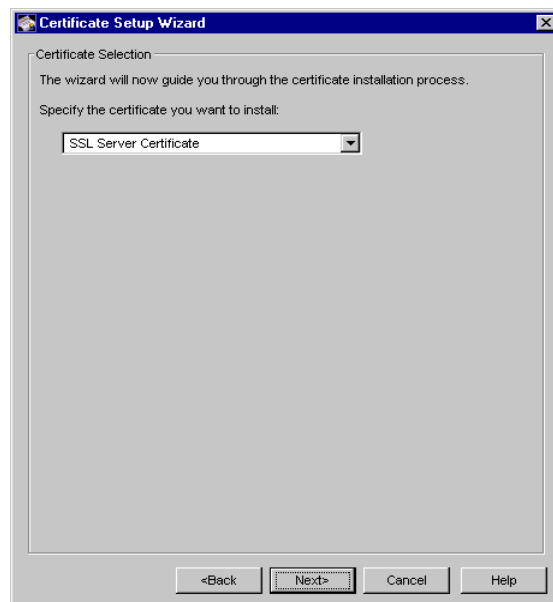 Certificate Setup Wizard
Certificate Selection
The wizard will now guide you through the certificate installation process.
Specify the certificate you want to install:
SSL Server Certificate
<Back Next> Cancel Help